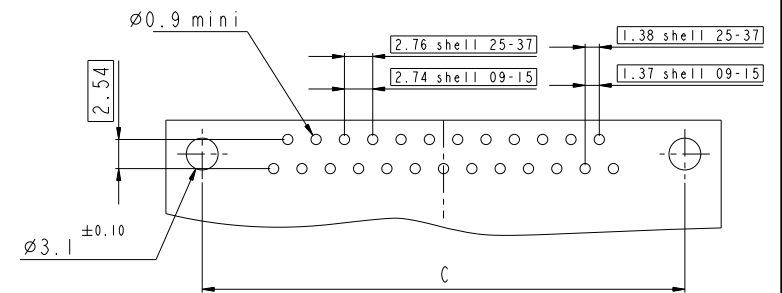 Ø0.9 mini
2.76 shell 25-37
1.38 shell 25-37
2.74 shell 09-15
1.37 shell 09-15
2.54
Ø3.1 ±0.10
C